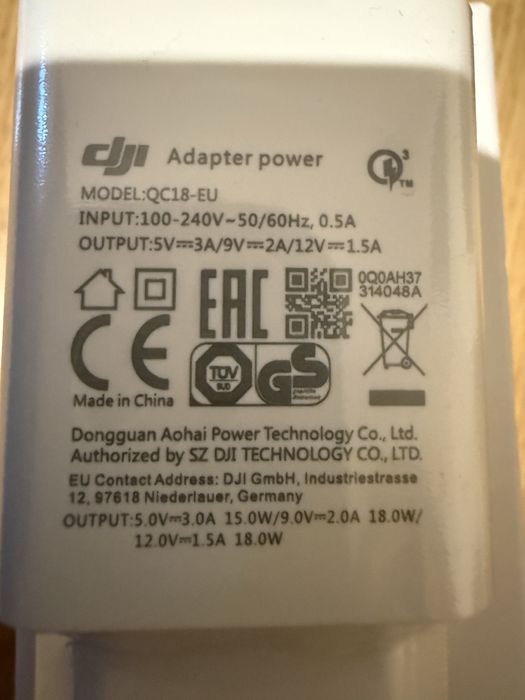 dji Adapter power
3
TM
MODEL:QC18-EU
INPUT:100-240V~50/60Hz, 0.5A
OUTPUT:5V⎓3A/9V⎓2A/12V⎓1.5A
EAC
0Q0AH37
314048A
CE
TÜV
SÜD
GS
Made in China
Dongguan Aohai Power Technology Co., Ltd.
Authorized by SZ DJI TECHNOLOGY CO., LTD.
EU Contact Address: DJI GmbH, Industriestrasse
12, 97618 Niederlauer, Germany
OUTPUT:5.0V⎓3.0A 15.0W/9.0V⎓2.0A 18.0W/
12.0V⎓1.5A 18.0W